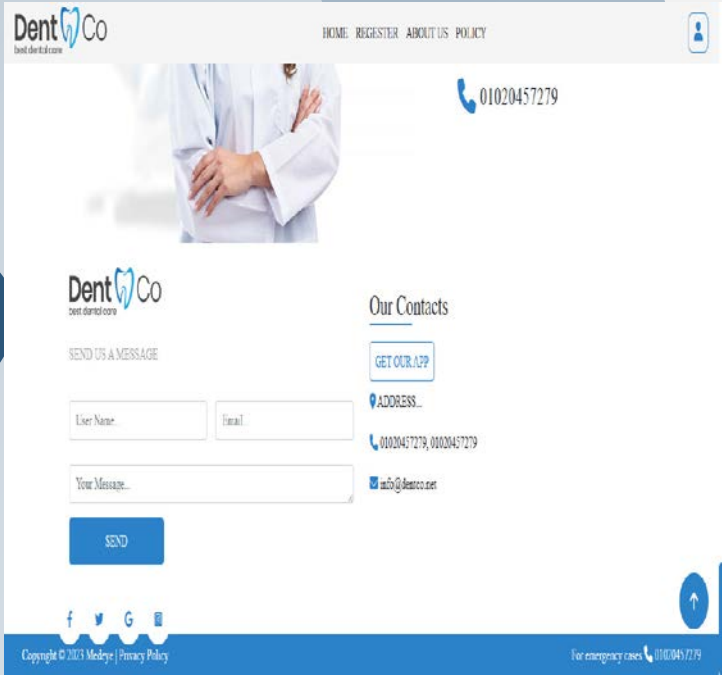 Dent Co
best dental care
HOME REGESTER ABOUT US POLICY
01020457279
Dent Co
best dental care
SEND US A MESSAGE
User Name..
Email
Your Message...
SEND
Our Contacts
GET OUR APP
ADDRESS...
01020457279, 01020457279
info@dentco.net
f G
Copyright © 2023 Medeye | Privacy Policy
For emergency cases 01020457279